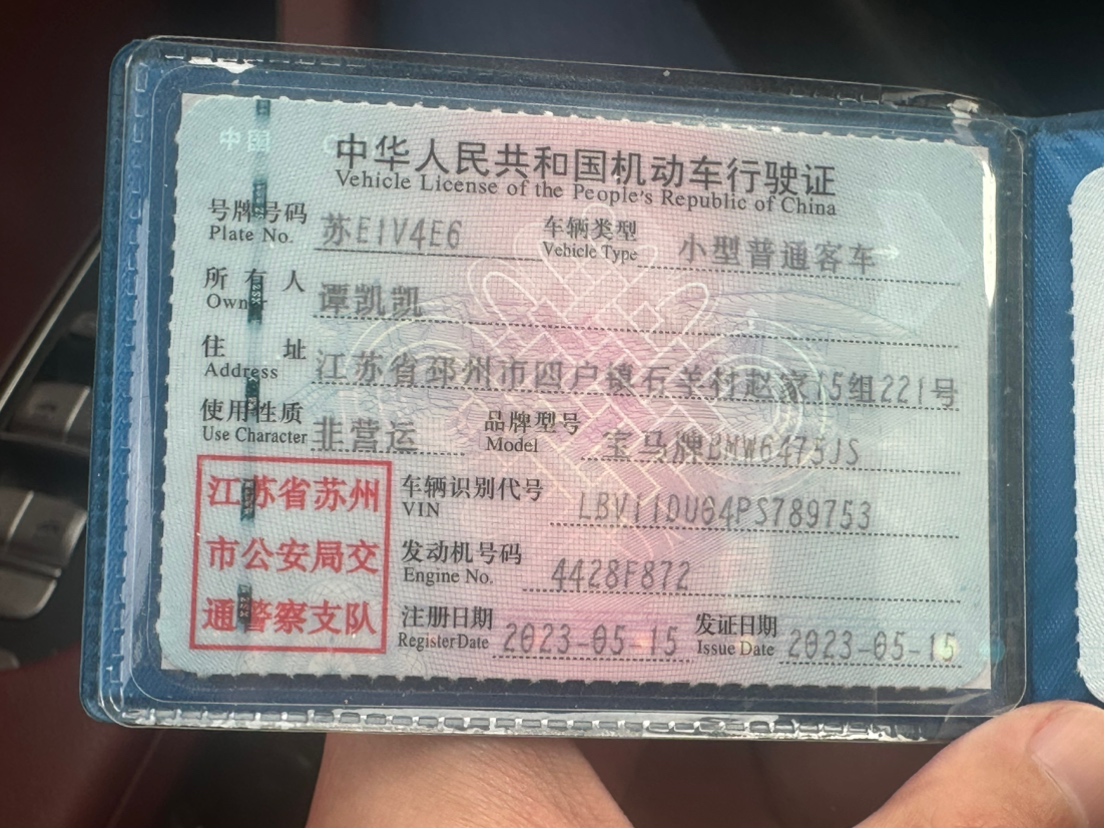 中国
中华人民共和国机动车行驶证
Vehicle License of the People's Republic of China
号牌号码 苏E1V4E6 车辆类型 小型普通客车
Plate No. Vehicle Type
所有人 谭凯凯
Owner
住址 江苏省邳州市四户镇石羊村赵家15组221号
Address
使用性质 非营运 品牌型号 宝马牌BMW6475JS
Use Character Model
江苏省苏州 车辆识别代号 LBV11DU64PS789753
VIN
市公安局交 发动机号码 4428F872
Engine No.
通警察支队 注册日期 2023-05-15 发证日期 2023-05-15
Register Date Issue Date